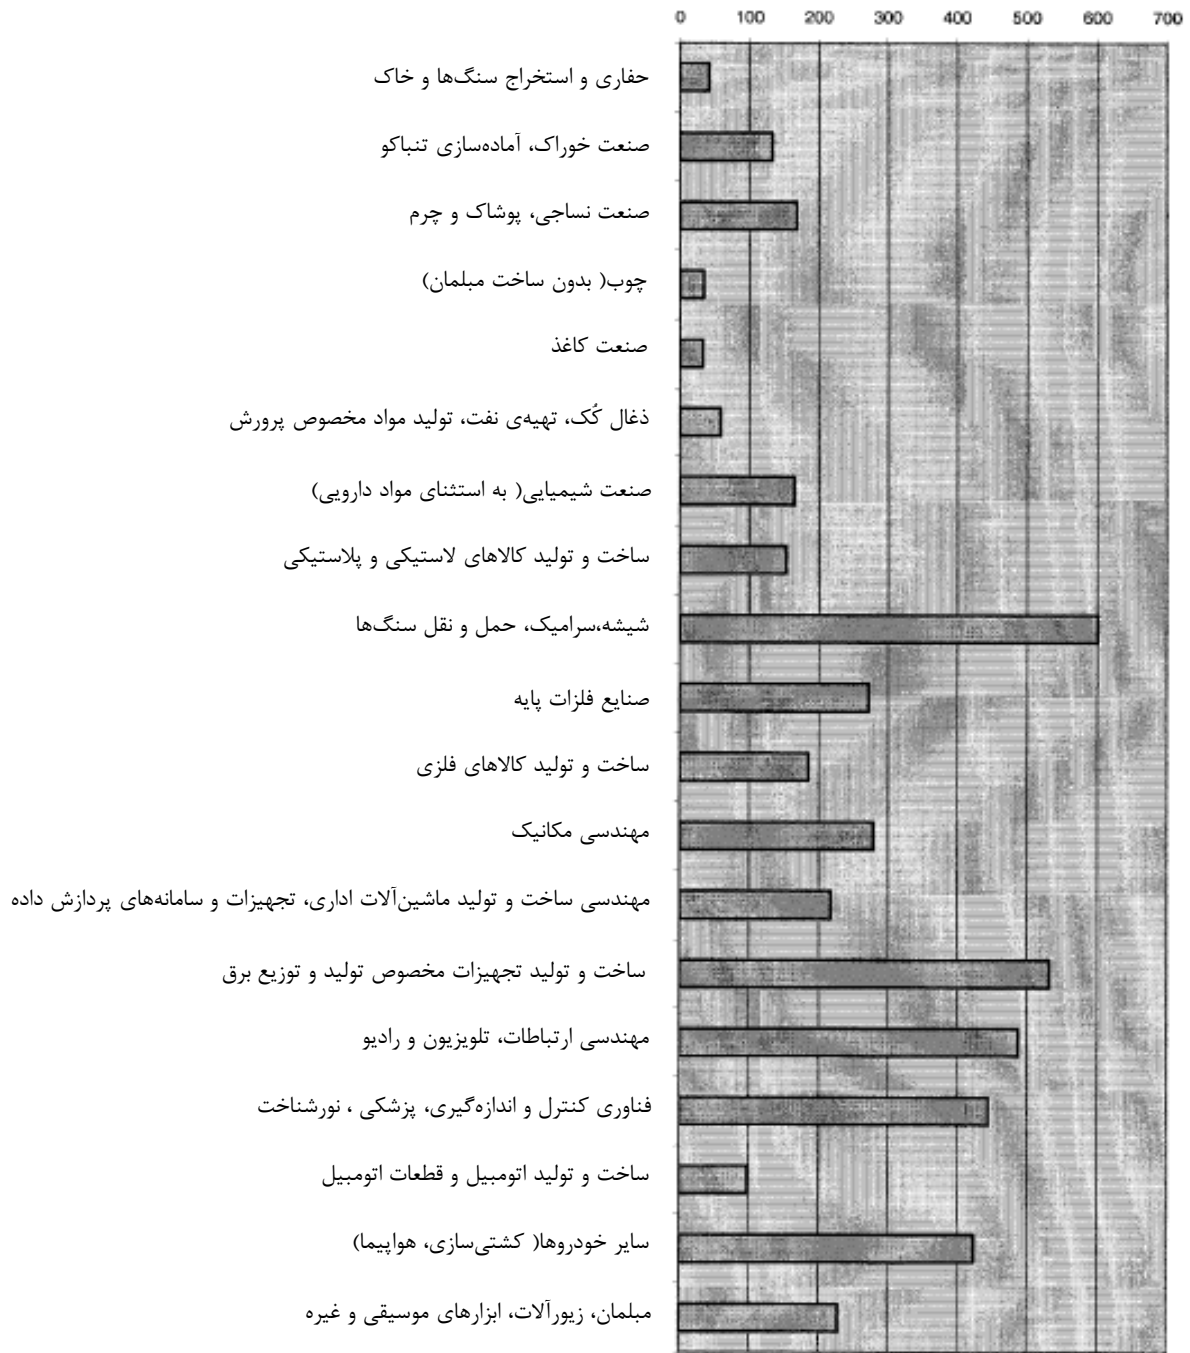 0 100 200 300 400 500 600 700
حفاری و استخراج سنگ‌ها و خاک
صنعت خوراک، آماده‌سازی تنباکو
صنعت نساجی، پوشاک و چرم
چوب( بدون ساخت مبلمان)
صنعت کاغذ
ذغال کُک، تهیه‌ی نفت، تولید مواد مخصوص پرورش
صنعت شیمیایی( به استثنای مواد دارویی)
ساخت و تولید کالاهای لاستیکی و پلاستیکی
شیشه،سرامیک، حمل و نقل سنگ‌ها
صنایع فلزات پایه
ساخت و تولید کالاهای فلزی
مهندسی مکانیک
مهندسی ساخت و تولید ماشین‌آلات اداری، تجهیزات و سامانه‌های پردازش داده
ساخت و تولید تجهیزات مخصوص تولید و توزیع برق
مهندسی ارتباطات، تلویزیون و رادیو
فناوری کنترل و اندازه‌گیری، پزشکی ، نورشناخت
ساخت و تولید اتومبیل و قطعات اتومبیل
سایر خودروها( کشتی‌سازی، هواپیما)
مبلمان، زیورآلات، ابزارهای موسیقی و غیره